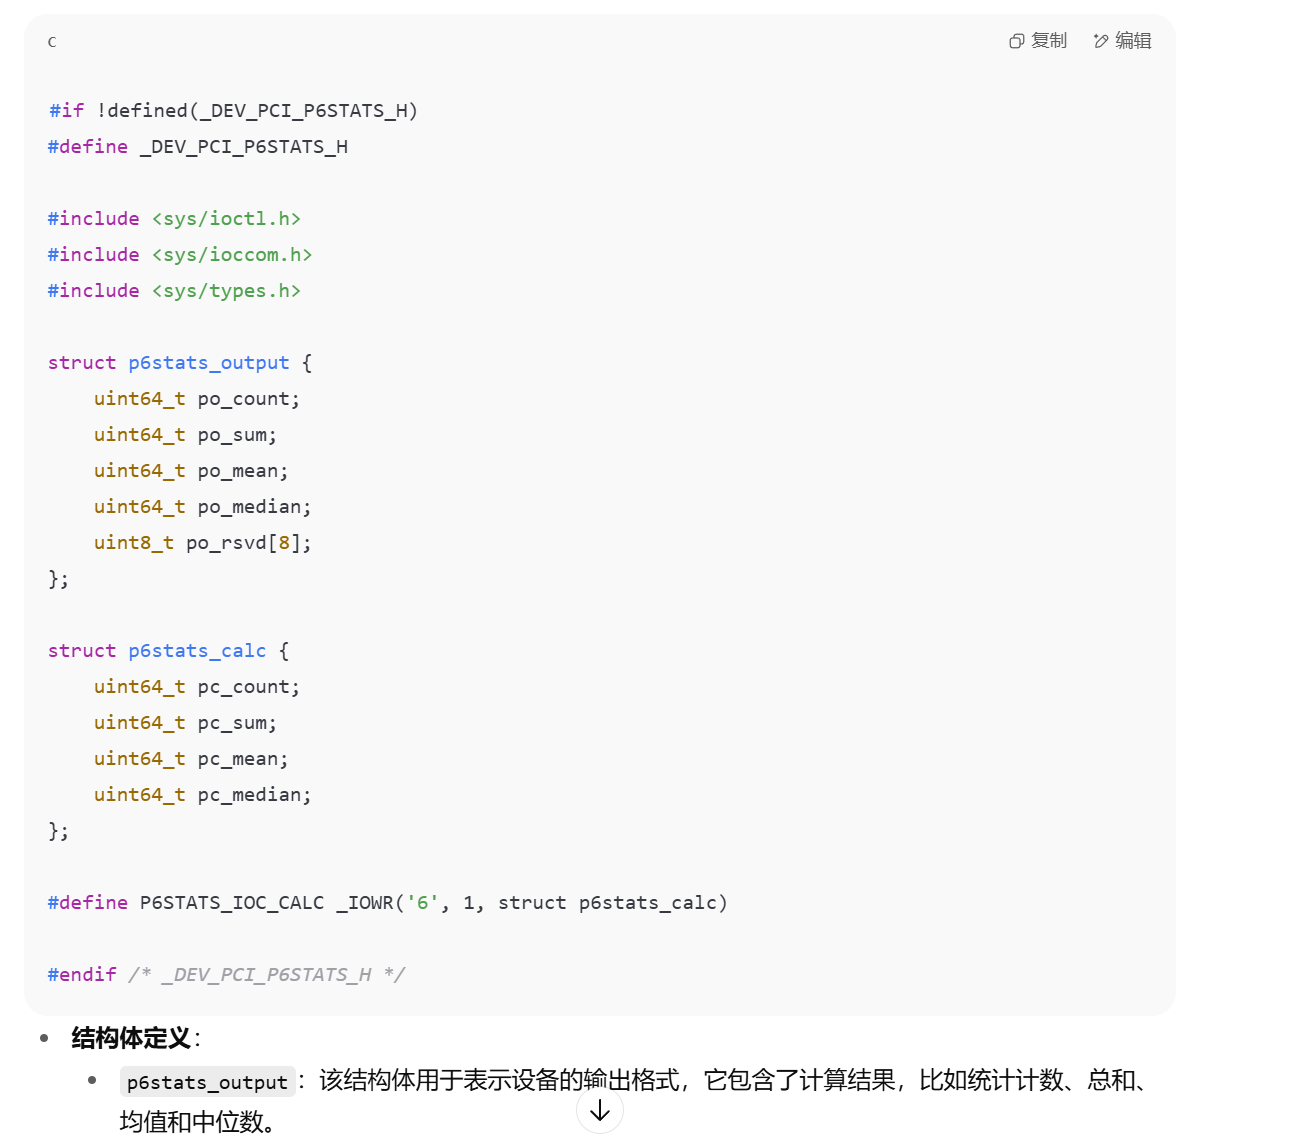 c
复制 编辑
#if !defined(_DEV_PCI_P6STATS_H)
#define _DEV_PCI_P6STATS_H
#include <sys/ioctl.h>
#include <sys/ioccom.h>
#include <sys/types.h>
struct p6stats_output {
    uint64_t po_count;
    uint64_t po_sum;
    uint64_t po_mean;
    uint64_t po_median;
    uint8_t po_rsvd[8];
};
struct p6stats_calc {
    uint64_t pc_count;
    uint64_t pc_sum;
    uint64_t pc_mean;
    uint64_t pc_median;
};
#define P6STATS_IOC_CALC _IOWR('6', 1, struct p6stats_calc)
#endif /* _DEV_PCI_P6STATS_H */
• 结构体定义：
• p6stats_output：该结构体用于表示设备的输出格式，它包含了计算结果，比如统计计数、总和、
均值和中位数。